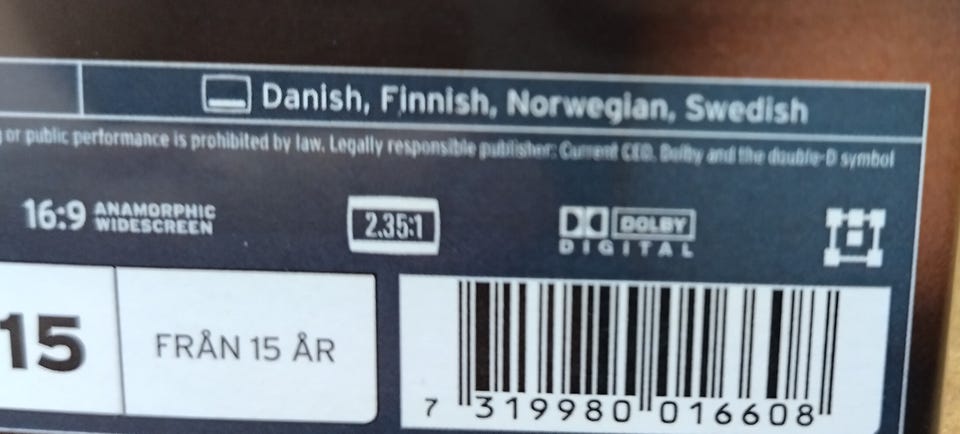 Danish, Finnish, Norwegian, Swedish
or public performance is prohibited by law. Legally responsible publisher: Current CEO. Dolby and the double-D symbol
16:9 ANAMORPHIC WIDESCREEN
2.35:1
DOLBY DIGITAL
15
FRÅN 15 ÅR
7 319980 016608